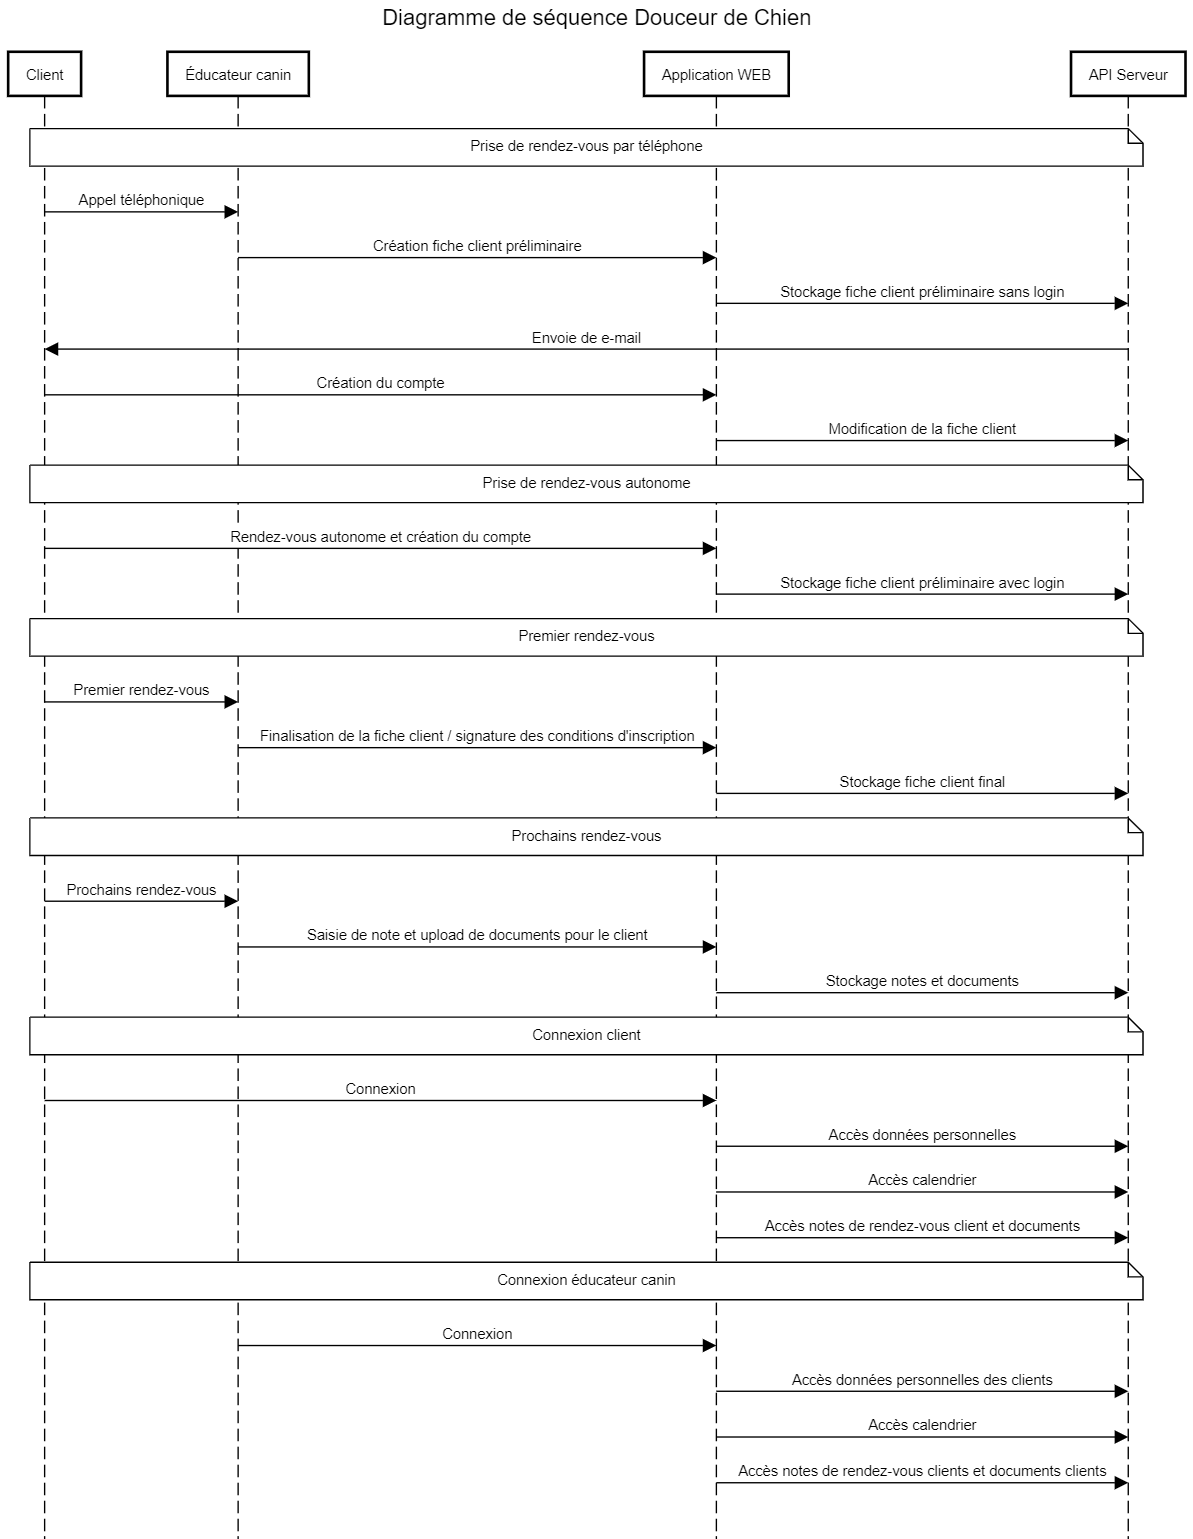 Diagramme de séquence Douceur de Chien
Client
Éducateur canin
Application WEB
API Serveur
Prise de rendez-vous par téléphone
Appel téléphonique
Création fiche client préliminaire
Stockage fiche client préliminaire sans login
Envoie de e-mail
Création du compte
Modification de la fiche client
Prise de rendez-vous autonome
Rendez-vous autonome et création du compte
Stockage fiche client préliminaire avec login
Premier rendez-vous
Premier rendez-vous
Finalisation de la fiche client / signature des conditions d'inscription
Stockage fiche client final
Prochains rendez-vous
Prochains rendez-vous
Saisie de note et upload de documents pour le client
Stockage notes et documents
Connexion client
Connexion
Accès données personnelles
Accès calendrier
Accès notes de rendez-vous client et documents
Connexion éducateur canin
Connexion
Accès données personnelles des clients
Accès calendrier
Accès notes de rendez-vous clients et documents clients